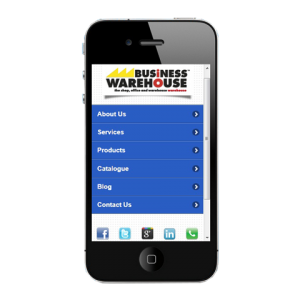 BUSiNESS
WAREHOUSE
the shop, office and warehouse warehouse
About Us
Services
Products
Catalogue
Blog
Contact Us